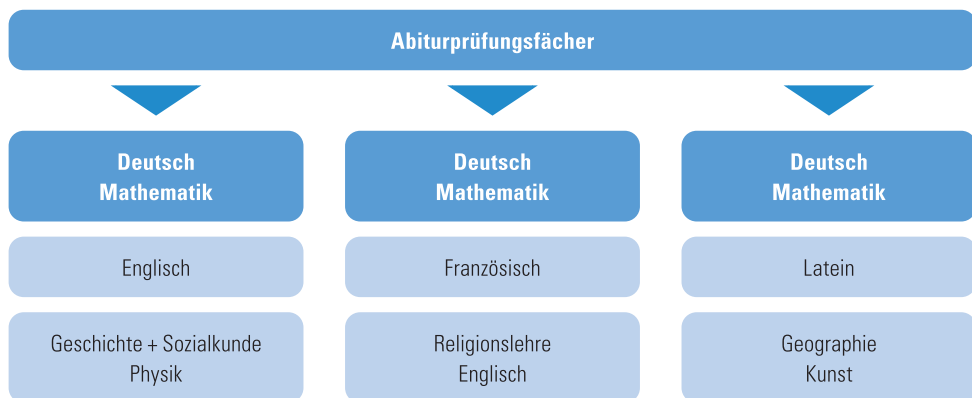 Abiturprüfungsfächer
Deutsch
Mathematik
Englisch
Geschichte + Sozialkunde
Physik
Deutsch
Mathematik
Französisch
Religionslehre
Englisch
Deutsch
Mathematik
Latein
Geographie
Kunst